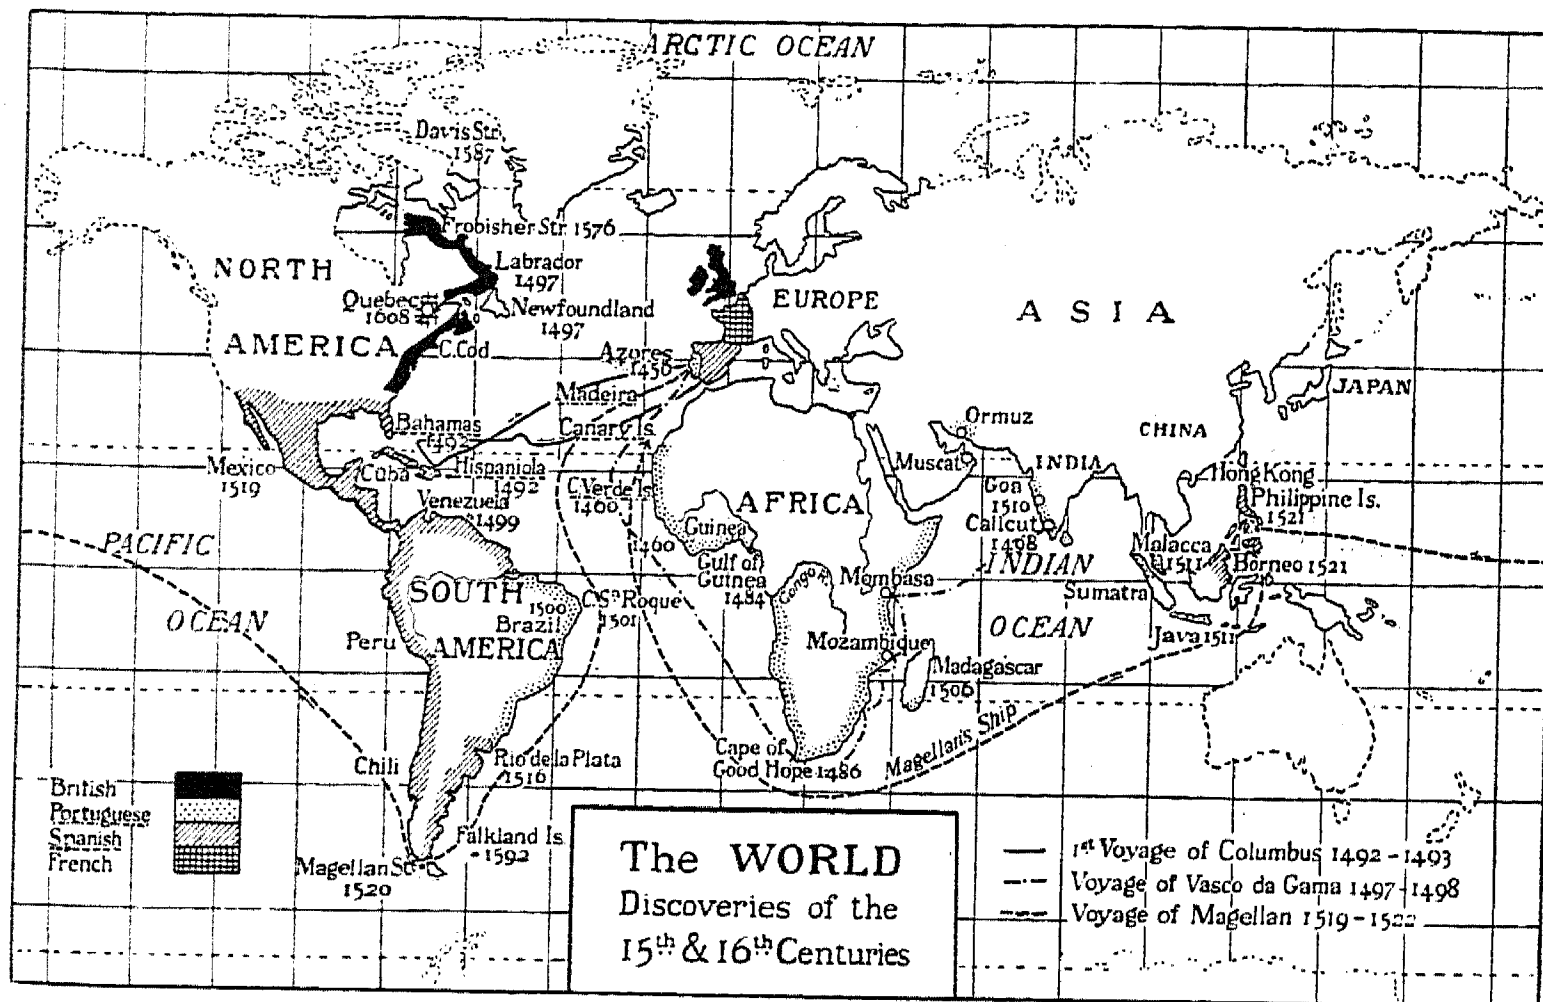 ARCTIC OCEAN
Davis Str.
1587
Frobisher Str. 1576
NORTH
AMERICA
Labrador
1497
Quebec
1608
Newfoundland
1497
C.Cod
EUROPE
ASIA
Azores
1456
Madeira
JAPAN
Bahamas
1492
Canary Is.
Ormuz
CHINA
Mexico
1519
Cuba
Hispaniola
1492
C.Verde Is.
1460
Muscat
INDIA
Hong Kong
Goa
1510
Philippine Is.
1521
Venezuela
1499
AFRICA
Guinea
1460
Calicut
1498
PACIFIC
OCEAN
Gulf of
Guinea
1484
Congo R.
Mombasa
INDIAN
OCEAN
Malacca
1511
Borneo 1521
Sumatra
SOUTH
AMERICA
1500
Brazil
C.Sn Roque
1501
Peru
Mozambique
Java 1511
Madagascar
1506
Magellan's Ship
Chili
Rio de la Plata
1516
Cape of
Good Hope 1486
British
Portuguese
Spanish
French
Falkland Is.
1592
Magellan St.
1520
The WORLD
Discoveries of the
15th & 16th Centuries
1st Voyage of Columbus 1492-1493
Voyage of Vasco da Gama 1497-1498
Voyage of Magellan 1519-1522